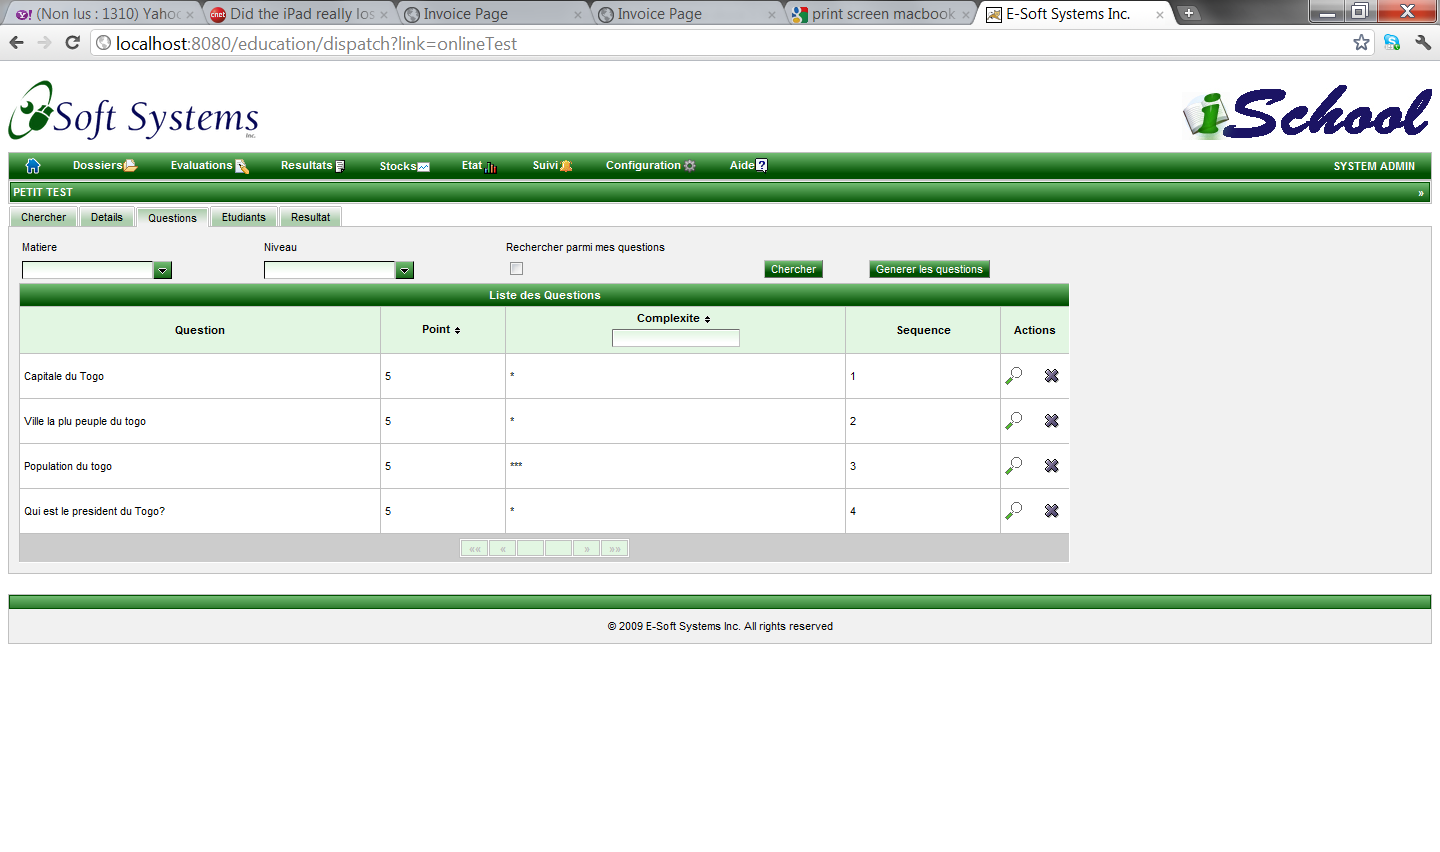 (Non lus : 1310) Yahoo
Did the iPad really los
Invoice Page
Invoice Page
print screen macbook
E-Soft Systems Inc.
localhost:8080/education/dispatch?link=onlineTest
Soft Systems
Inc.
iSchool
Dossiers Evaluations Resultats Stocks Etat Suivi Configuration Aide SYSTEM ADMIN
PETIT TEST »
Chercher Details Questions Etudiants Resultat
Matiere Niveau Rechercher parmi mes questions
Chercher Generer les questions
Liste des Questions
Question Point Complexite Sequence Actions
Capitale du Togo 5 * 1
Ville la plu peuple du togo 5 * 2
Population du togo 5 *** 3
Qui est le president du Togo? 5 * 4
«« « » »»
© 2009 E-Soft Systems Inc. All rights reserved